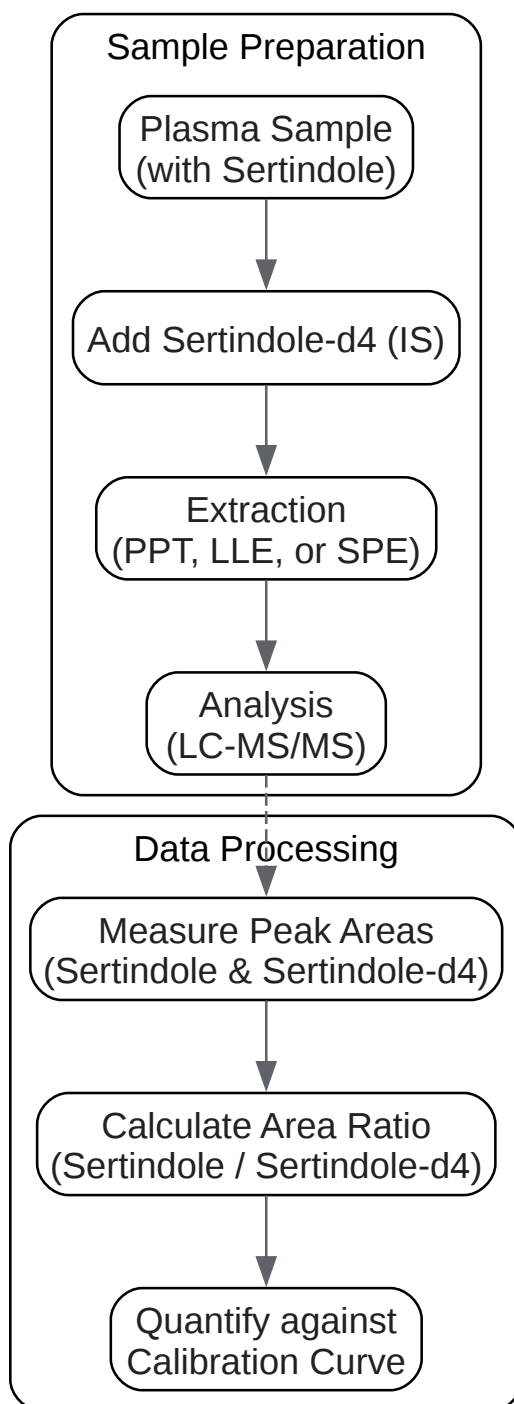 Sample Preparation
Plasma Sample
(with Sertindole)
Add Sertindole-d4 (IS)
Extraction
(PPT, LLE, or SPE)
Analysis
(LC-MS/MS)
Data Processing
Measure Peak Areas
(Sertindole & Sertindole-d4)
Calculate Area Ratio
(Sertindole / Sertindole-d4)
Quantify against
Calibration Curve